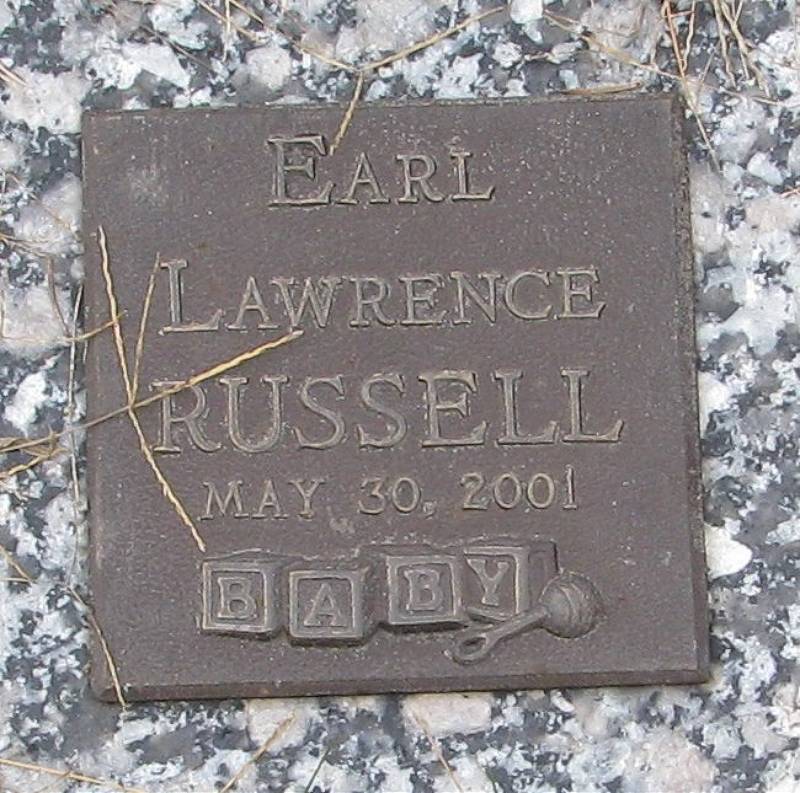 EARL
LAWRENCE
RUSSELL
MAY 30, 2001
BABY